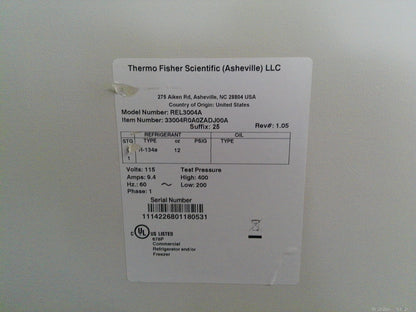 Thermo Fisher Scientific (Asheville) LLC
275 Aiken Rd, Asheville, NC 28804 USA
Country of Origin: United States
Model Number: REL3004A
Item Number: 33004R0A0ZADJ00A
Suffix: 25 Rev#: 1.05
REFRIGERANT OIL
STG TYPE or PSIG TYPE
-134a 12
1
Volts: 115 Test Pressure
Amps: 9.4 High: 400
Hz.: 60 Low: 200
Phase: 1
Serial Number
1114226801180531
UL US LISTED
678P
Commercial
Refrigerator and/or
Freezer